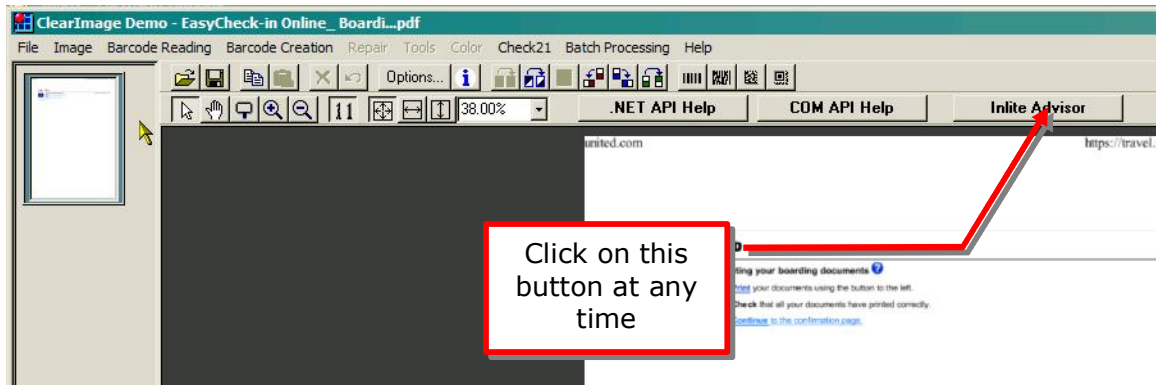 ClearImage Demo - EasyCheck-in Online_ Boardi...pdf
File Image Barcode Reading Barcode Creation Repair Tools Color Check21 Batch Processing Help
Options...
38.00% .NET API Help COM API Help Inlite Advisor
united.com https://travel.
Click on this
button at any
time
ting your boarding documents
Print your documents using the button to the left.
Check that all your documents have printed correctly.
Continue to the confirmation page.